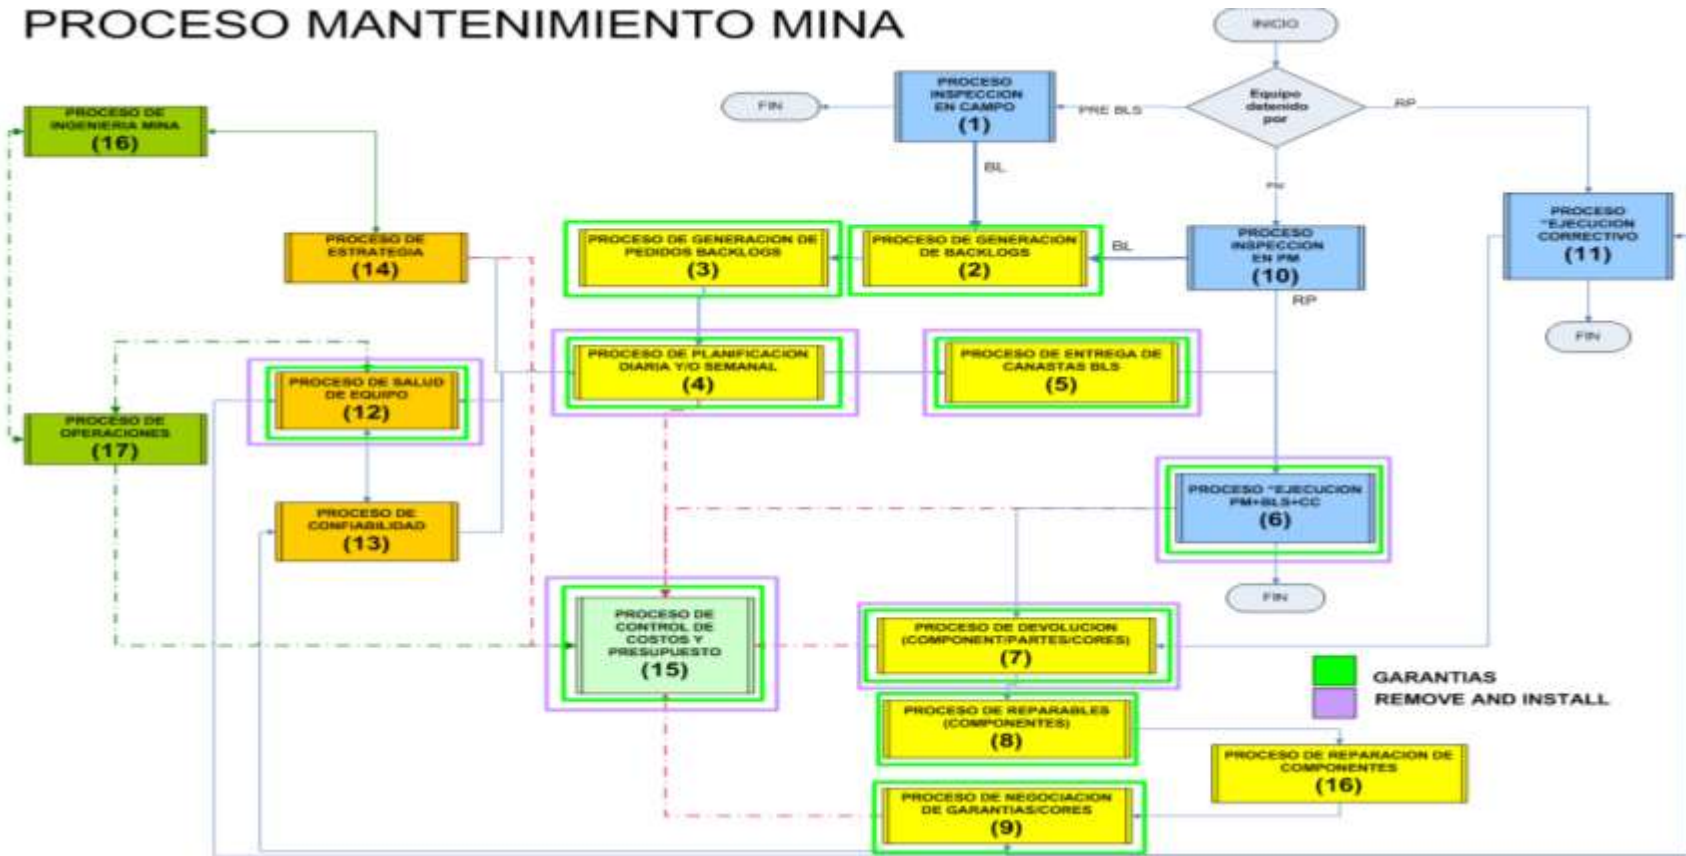 PROCESO MANTENIMIENTO MINA
INICIO
Equipo
detenido
por
PRE BLS
RP
PM
PROCESO
INSPECCION
EN CAMPO
(1)
FIN
BL
PROCESO DE
INGENIERIA MINA
(16)
PROCESO DE
ESTRATEGIA
(14)
PROCESO DE GENERACION DE
PEDIDOS BACKLOGS
(3)
PROCESO DE GENERACION
DE BACKLOGS
(2)
BL
PROCESO
INSPECCION
EN PM
(10)
RP
PROCESO
"EJECUCION
CORRECTIVO
(11)
FIN
PROCESO DE SALUD
DE EQUIPO
(12)
PROCESO DE PLANIFICACION
DIARIA Y/O SEMANAL
(4)
PROCESO DE ENTREGA DE
CANASTAS BLS
(5)
PROCESO DE
OPERACIONES
(17)
PROCESO DE
CONFIABILIDAD
(13)
PROCESO "EJECUCION
PM+BLS+CC
(6)
FIN
PROCESO DE
CONTROL DE
COSTOS Y
PRESUPUESTO
(15)
PROCESO DE DEVOLUCION
(COMPONENT/PARTES/CORES)
(7)
PROCESO DE REPARABLES
(COMPONENTES)
(8)
PROCESO DE REPARACION DE
COMPONENTES
(16)
PROCESO DE NEGOCIACION
DE GARANTIAS/CORES
(9)
GARANTIAS
REMOVE AND INSTALL